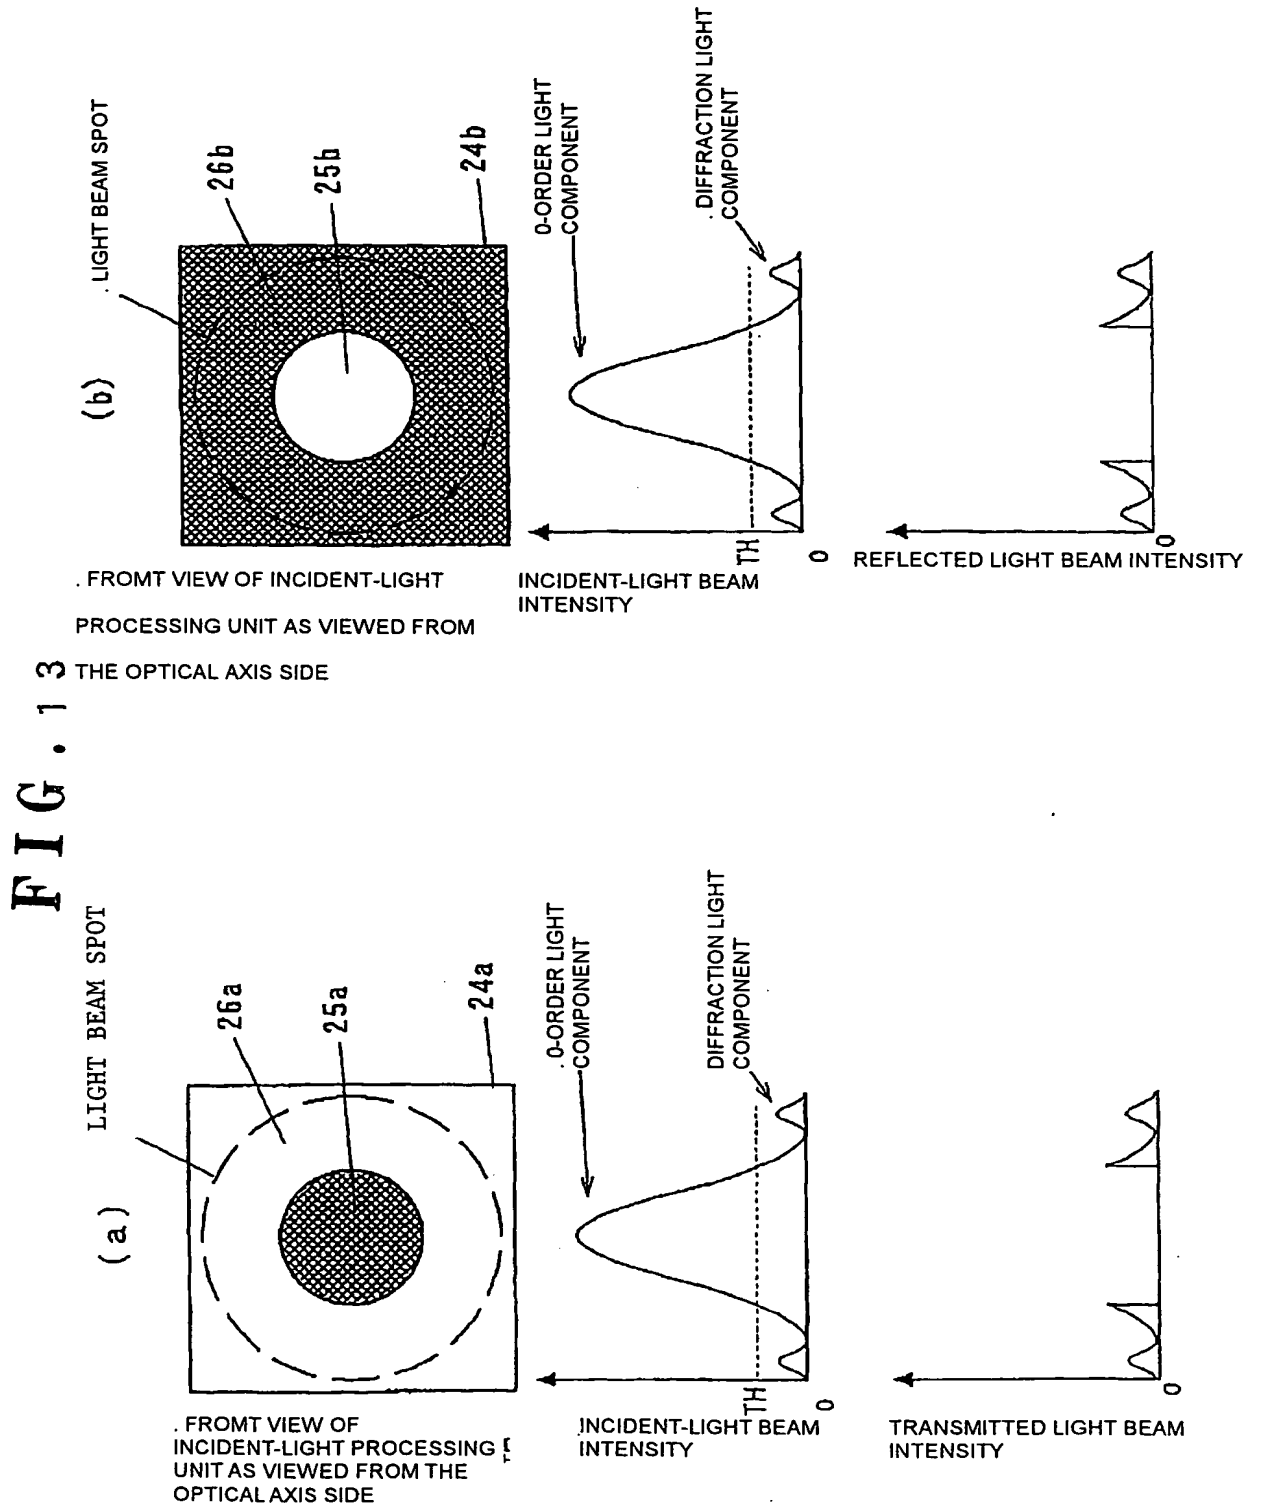 FIG. 13
(a)
LIGHT BEAM SPOT
26a
25a
24a
. FROMT VIEW OF
INCIDENT-LIGHT PROCESSING
UNIT AS VIEWED FROM THE
OPTICAL AXIS SIDE
.0-ORDER LIGHT
COMPONENT
DIFFRACTION LIGHT
COMPONENT
TH
0
INCIDENT-LIGHT BEAM
INTENSITY
0
TRANSMITTED LIGHT BEAM
INTENSITY
(b)
. LIGHT BEAM SPOT
26b
25b
24b
. FROMT VIEW OF INCIDENT-LIGHT
PROCESSING UNIT AS VIEWED FROM
THE OPTICAL AXIS SIDE
0-ORDER LIGHT
COMPONENT
. DIFFRACTION LIGHT
COMPONENT
TH
0
INCIDENT-LIGHT BEAM
INTENSITY
0
REFLECTED LIGHT BEAM INTENSITY